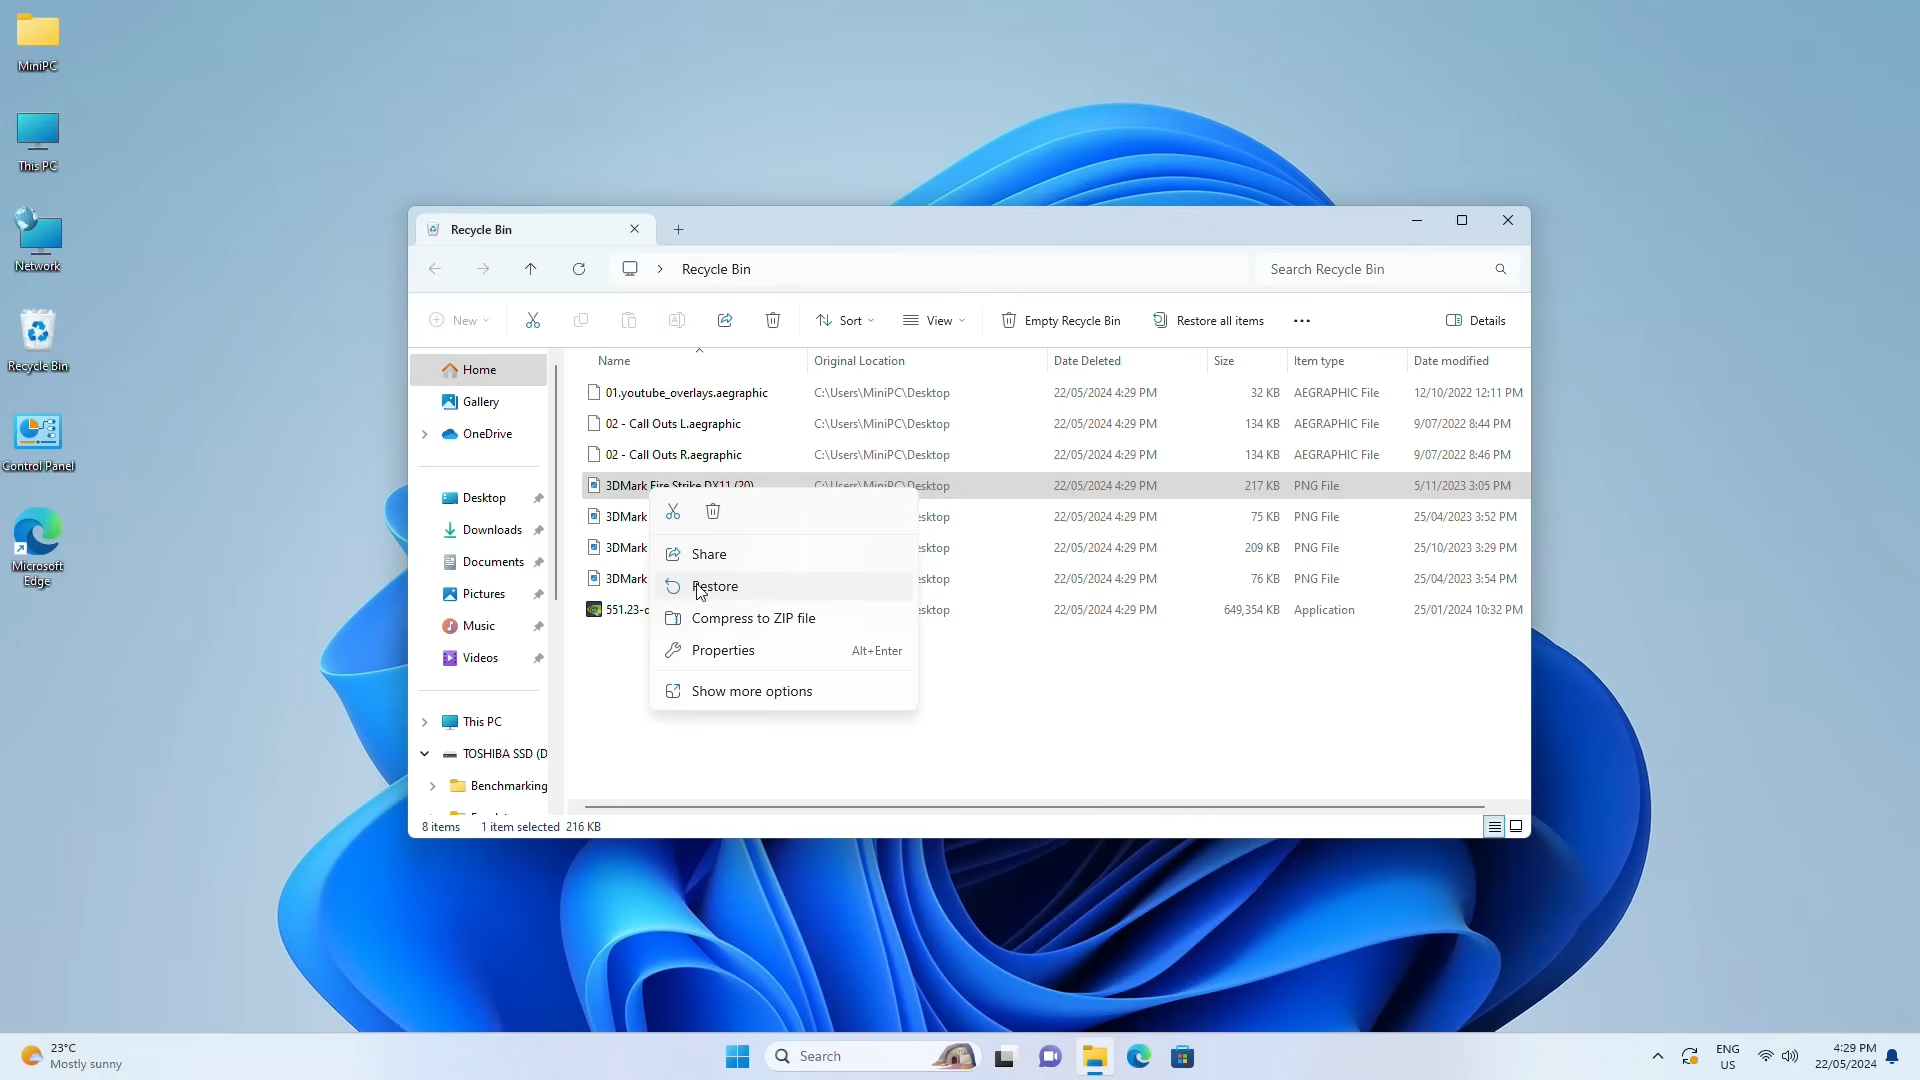 MiniPC
This PC
Network
Recycle Bin
Control Panel
Microsoft
Edge
Recycle Bin
Recycle Bin
Search Recycle Bin
New
Sort
View
Empty Recycle Bin
Restore all items
Details
Home
Gallery
OneDrive
Desktop
Downloads
Documents
Pictures
Music
Videos
This PC
TOSHIBA SSD (D
Benchmarking
Name Original Location Date Deleted Size Item type Date modified
01.youtube_overlays.aegraphic C:\Users\MiniPC\Desktop 22/05/2024 4:29 PM 32 KB AEGRAPHIC File 12/10/2022 12:11 PM
02 - Call Outs L.aegraphic C:\Users\MiniPC\Desktop 22/05/2024 4:29 PM 134 KB AEGRAPHIC File 9/07/2022 8:44 PM
02 - Call Outs R.aegraphic C:\Users\MiniPC\Desktop 22/05/2024 4:29 PM 134 KB AEGRAPHIC File 9/07/2022 8:46 PM
3DMark Fire Strike DX11 (20) C:\Users\MiniPC\Desktop 22/05/2024 4:29 PM 217 KB PNG File 5/11/2023 3:05 PM
3DMark esktop 22/05/2024 4:29 PM 75 KB PNG File 25/04/2023 3:52 PM
3DMark esktop 22/05/2024 4:29 PM 209 KB PNG File 25/10/2023 3:29 PM
3DMark esktop 22/05/2024 4:29 PM 76 KB PNG File 25/04/2023 3:54 PM
551.23-d esktop 22/05/2024 4:29 PM 649,354 KB Application 25/01/2024 10:32 PM
Share
Restore
Compress to ZIP file
Properties Alt+Enter
Show more options
8 items 1 item selected 216 KB
23°C
Mostly sunny
Search
ENG
US
4:29 PM
22/05/2024